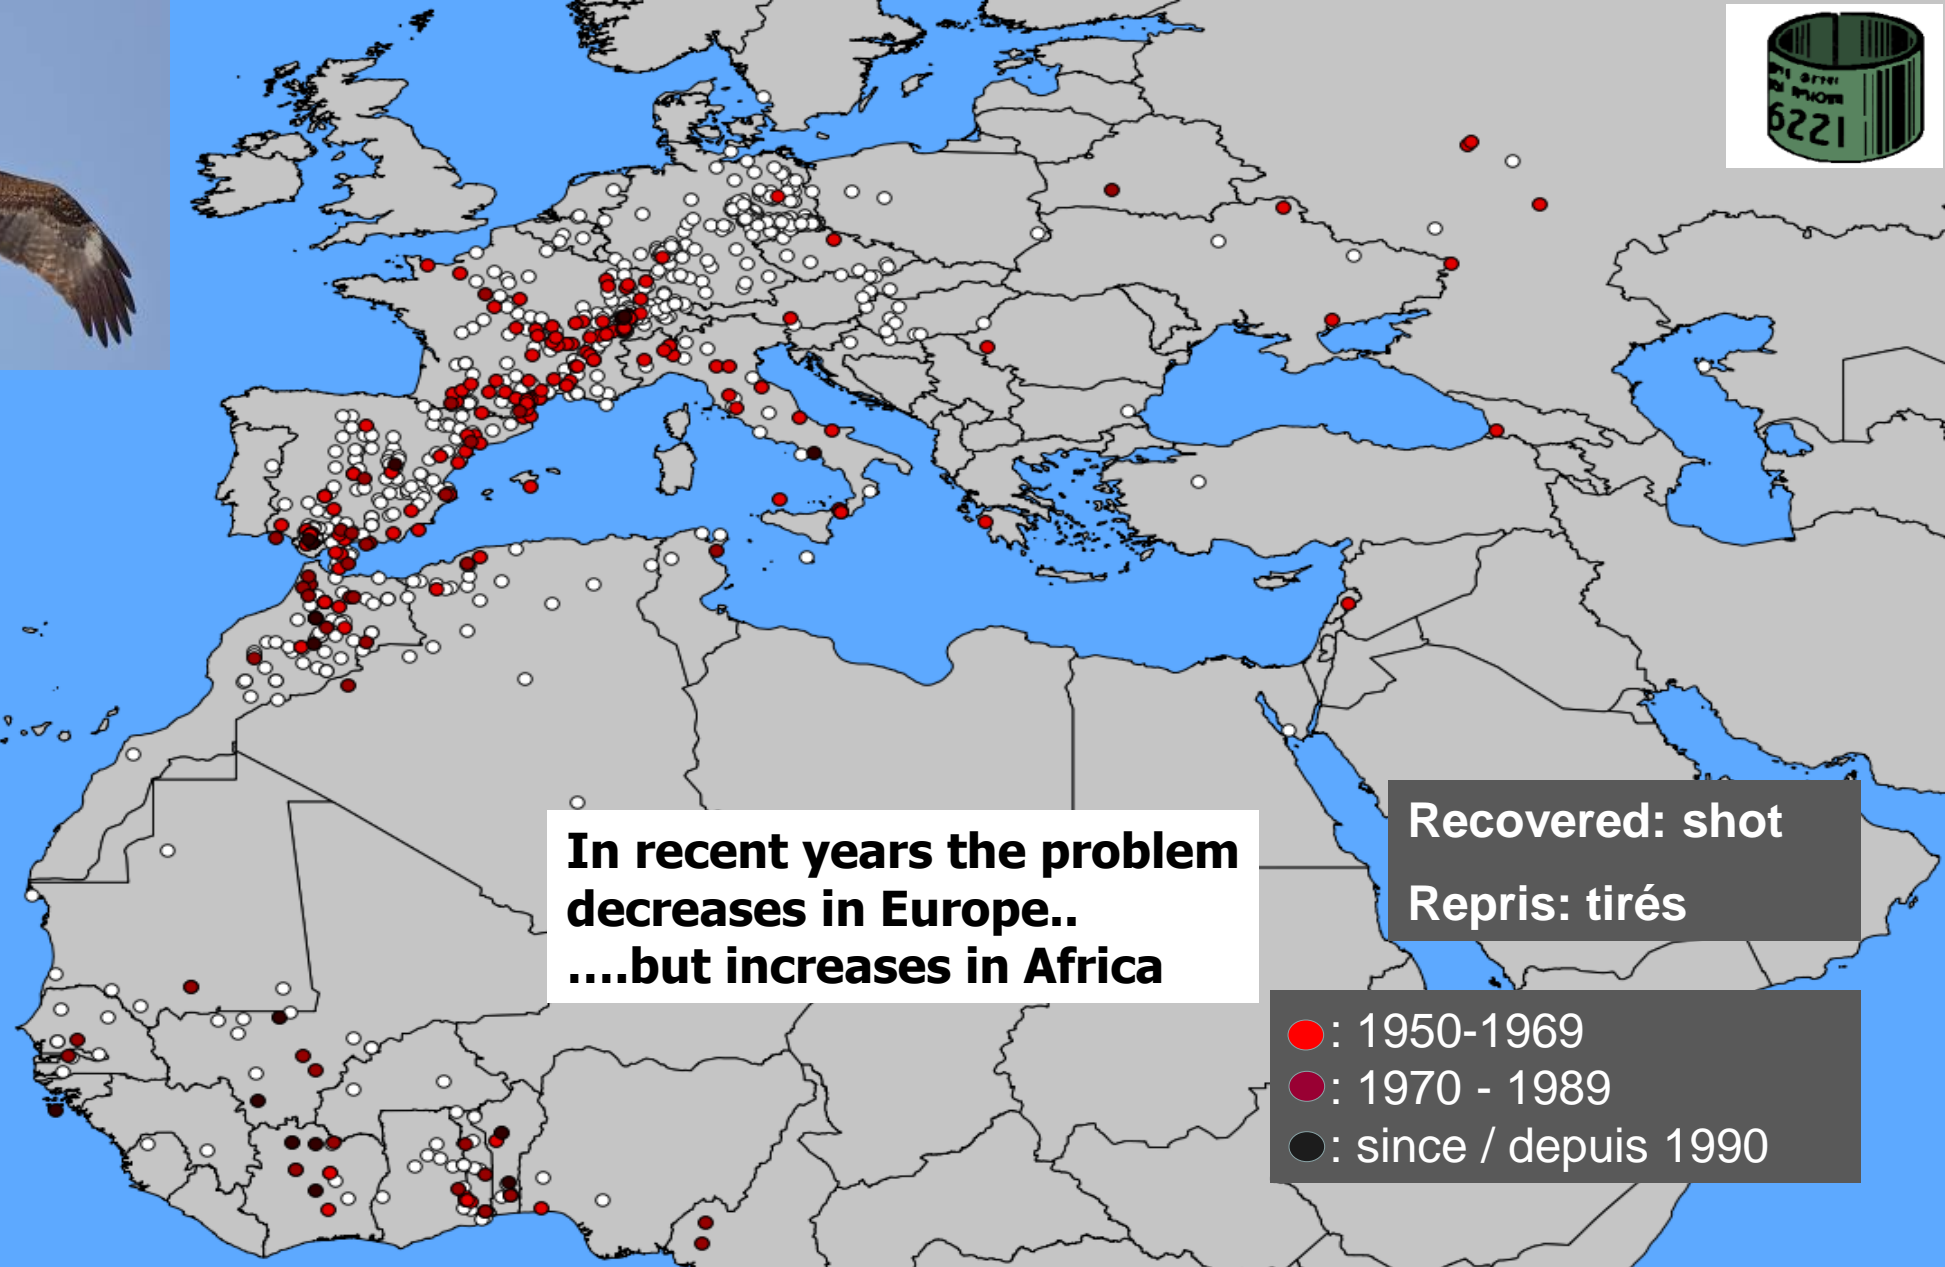 6221
In recent years the problem
decreases in Europe..
....but increases in Africa
Recovered: shot
Repris: tirés
: 1950-1969
: 1970 - 1989
: since / depuis 1990